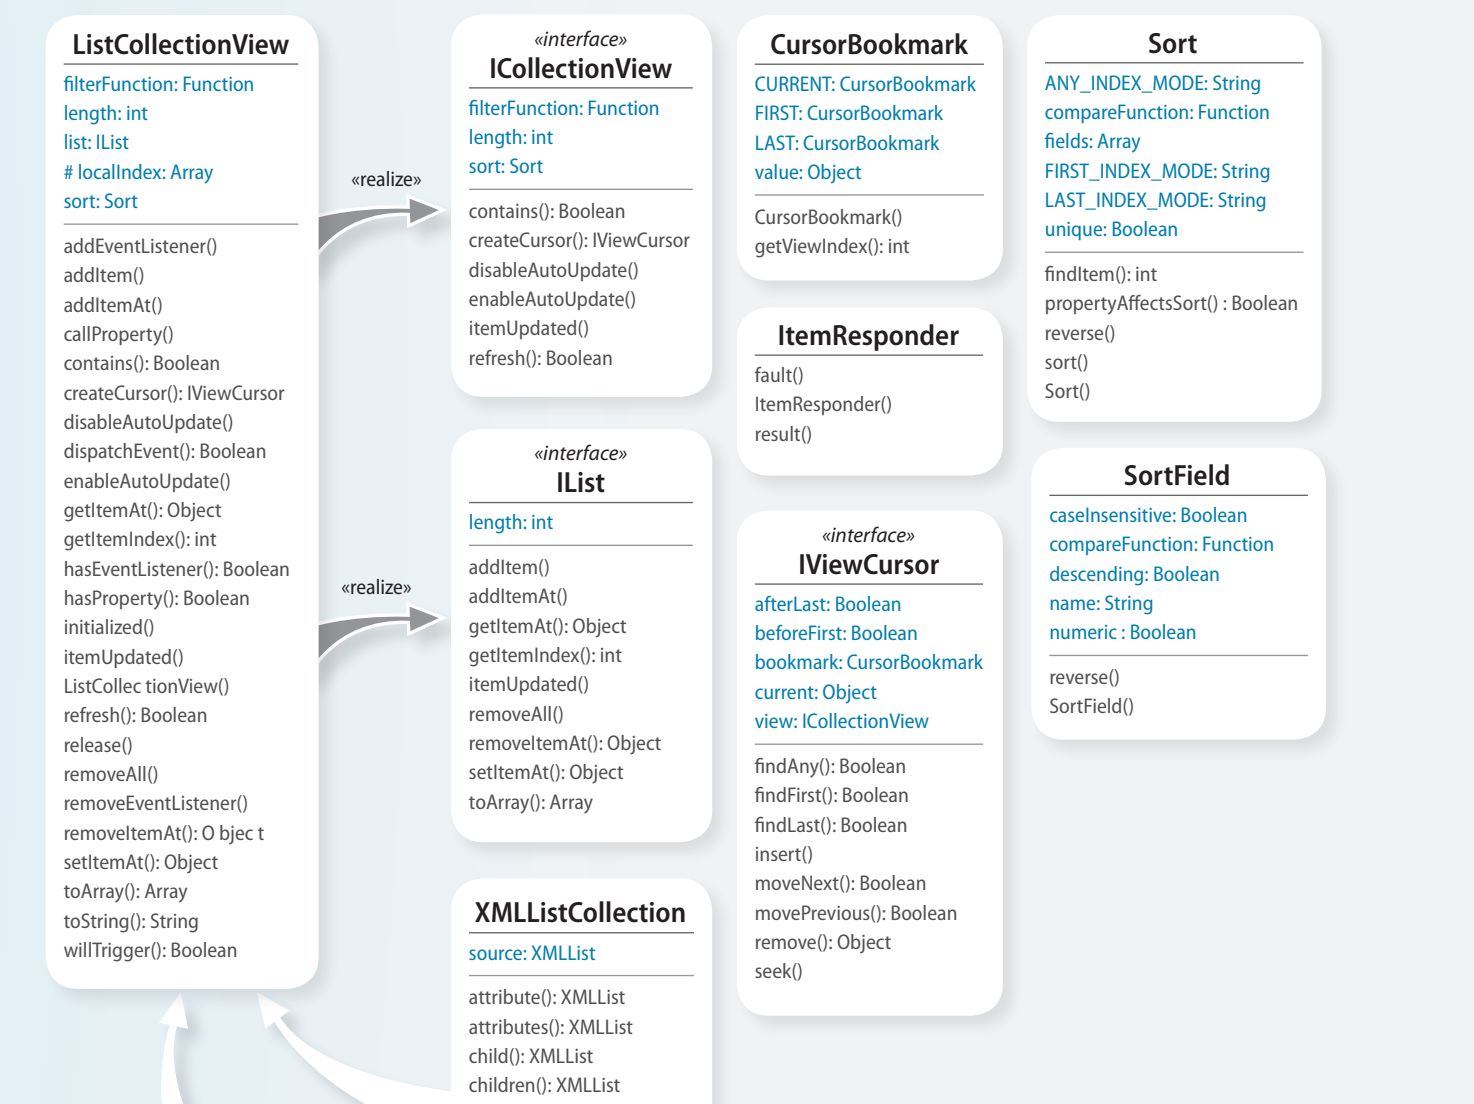 ListCollectionView
filterFunction: Function
length: int
list: IList
# localIndex: Array
sort: Sort
addEventListener()
addItem()
addItemAt()
callProperty()
contains(): Boolean
createCursor(): IViewCursor
disableAutoUpdate()
dispatchEvent(): Boolean
enableAutoUpdate()
getItemAt(): Object
getItemIndex(): int
hasEventListener(): Boolean
hasProperty(): Boolean
initialized()
itemUpdated()
ListCollec tionView()
refresh(): Boolean
release()
removeAll()
removeEventListener()
removeItemAt(): O bjec t
setItemAt(): Object
toArray(): Array
toString(): String
willTrigger(): Boolean
«realize»
«realize»
«interface»
ICollectionView
filterFunction: Function
length: int
sort: Sort
contains(): Boolean
createCursor(): IViewCursor
disableAutoUpdate()
enableAutoUpdate()
itemUpdated()
refresh(): Boolean
«interface»
IList
length: int
addItem()
addItemAt()
getItemAt(): Object
getItemIndex(): int
itemUpdated()
removeAll()
removeItemAt(): Object
setItemAt(): Object
toArray(): Array
XMLListCollection
source: XMLList
attribute(): XMLList
attributes(): XMLList
child(): XMLList
children(): XMLList
CursorBookmark
CURRENT: CursorBookmark
FIRST: CursorBookmark
LAST: CursorBookmark
value: Object
CursorBookmark()
getViewIndex(): int
ItemResponder
fault()
ItemResponder()
result()
«interface»
IViewCursor
afterLast: Boolean
beforeFirst: Boolean
bookmark: CursorBookmark
current: Object
view: ICollectionView
findAny(): Boolean
findFirst(): Boolean
findLast(): Boolean
insert()
moveNext(): Boolean
movePrevious(): Boolean
remove(): Object
seek()
Sort
ANY_INDEX_MODE: String
compareFunction: Function
fields: Array
FIRST_INDEX_MODE: String
LAST_INDEX_MODE: String
unique: Boolean
findItem(): int
propertyAffectsSort() : Boolean
reverse()
sort()
Sort()
SortField
caseInsensitive: Boolean
compareFunction: Function
descending: Boolean
name: String
numeric : Boolean
reverse()
SortField()